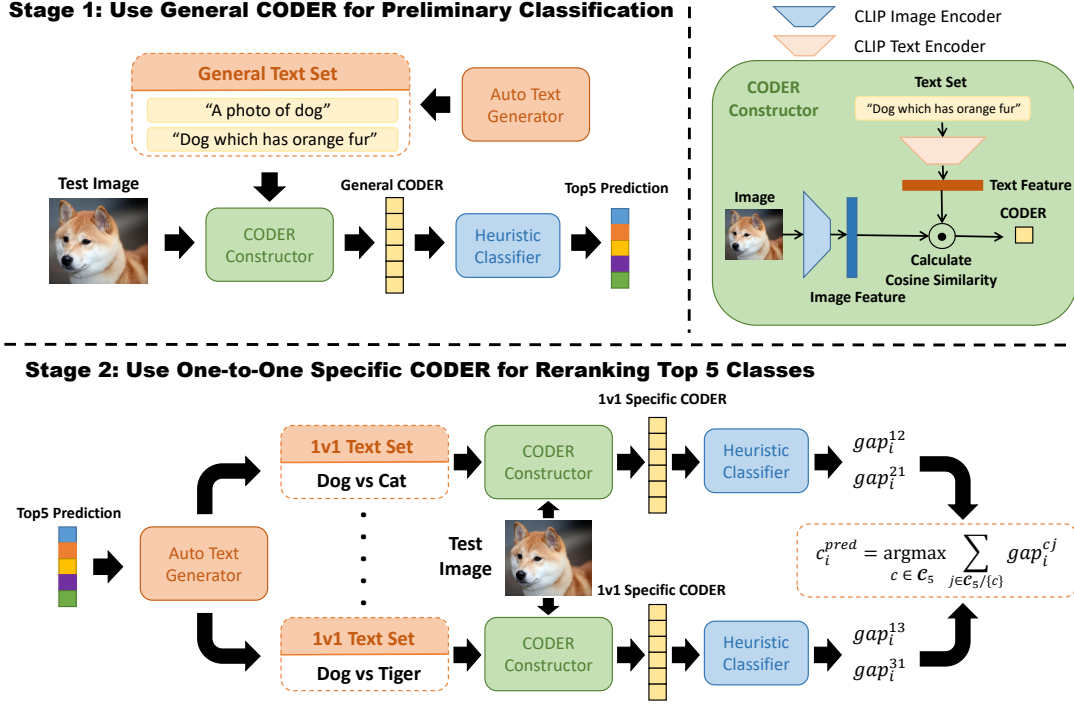 Stage 1: Use General CODER for Preliminary Classification
General Text Set
“A photo of dog”
“Dog which has orange fur”
Auto Text
Generator
Test Image
CODER
Constructor
General CODER
Heuristic
Classifier
Top5 Prediction
CLIP Image Encoder
CLIP Text Encoder
CODER
Constructor
Text Set
“Dog which has orange fur”
Text Feature
Image
Image Feature
Calculate
Cosine Similarity
CODER
Stage 2: Use One-to-One Specific CODER for Reranking Top 5 Classes
Top5 Prediction
Auto Text
Generator
1v1 Text Set
Dog vs Cat
1v1 Text Set
Dog vs Tiger
CODER
Constructor
Test
Image
CODER
Constructor
1v1 Specific CODER
1v1 Specific CODER
Heuristic
Classifier
Heuristic
Classifier
gap_i^{12}
gap_i^{21}
gap_i^{13}
gap_i^{31}
c_i^{pred} = argmax_{c ∈ C_5} ∑_{j∈C_5/{c}} gap_i^{cj}